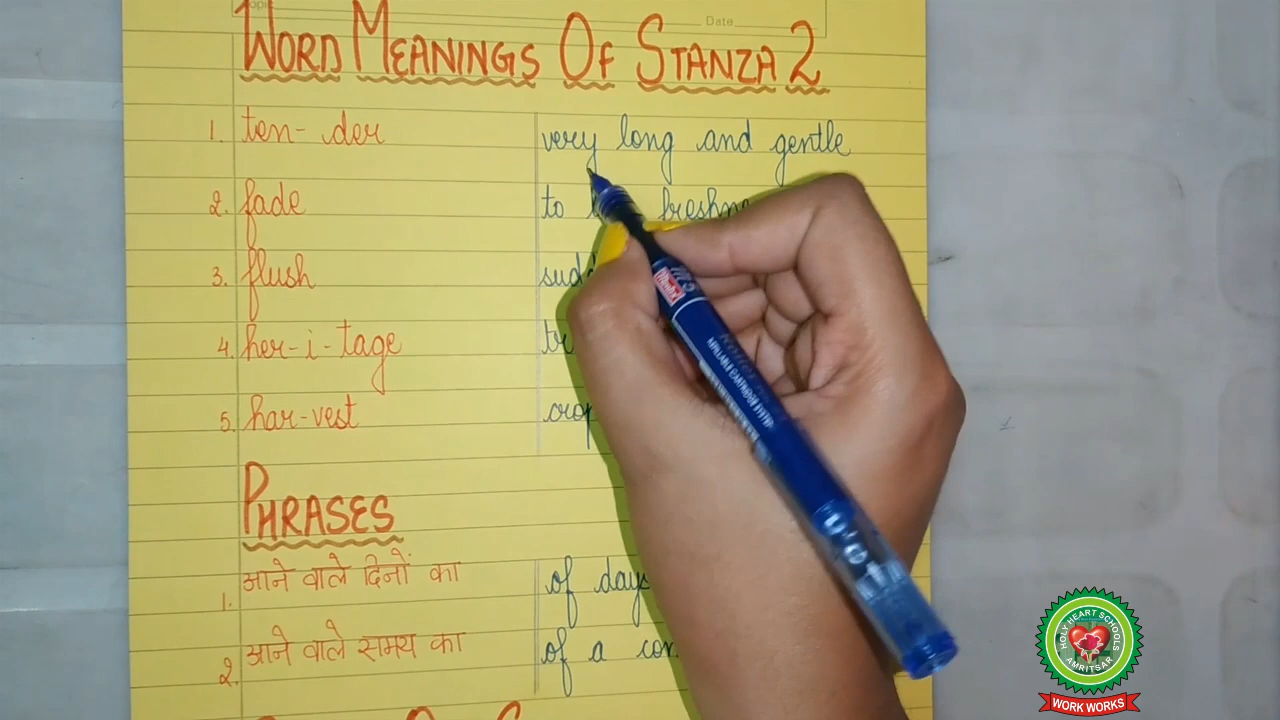 Date
WORD MEANINGS OF STANZA 2
1. ten- der very long and gentle
2. fade to
3. flush
4. her-i-tage
5. har-vest
PHRASES
1. आने वाले दिनों का of days
2. आने वाले समय का of a
HOLY HEART SCHOOLS
AMRITSAR
WORK WORKS